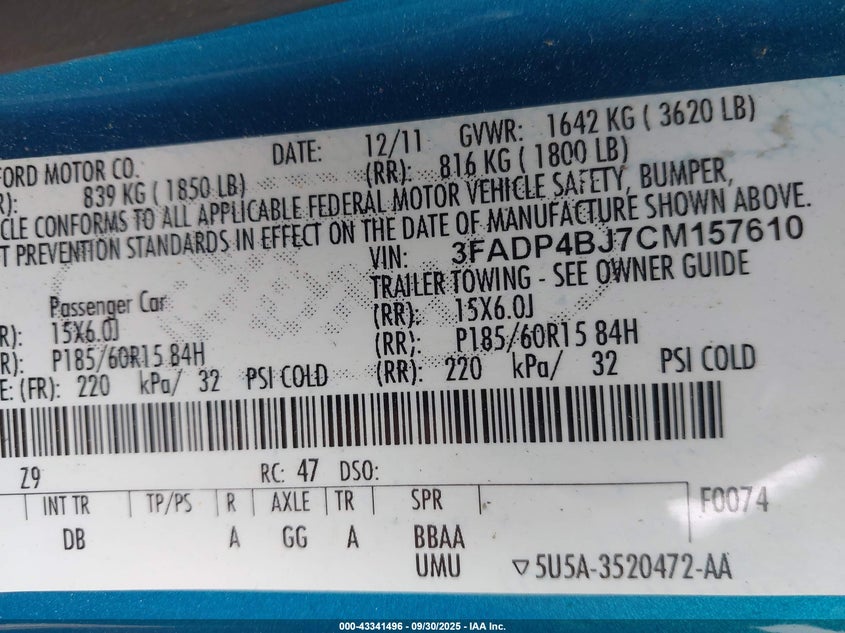 FORD MOTOR CO. DATE: 12/11 GVWR: 1642 KG ( 3620 LB)
R): 839 KG ( 1850 LB) (RR): 816 KG ( 1800 LB)
CLE CONFORMS TO ALL APPLICABLE FEDERAL MOTOR VEHICLE SAFETY, BUMPER,
T PREVENTION STANDARDS IN EFFECT ON THE DATE OF MANUFACTURE SHOWN ABOVE.
VIN: 3FADP4BJ7CM157610
Passenger Car TRAILER TOWING - SEE OWNER GUIDE
R): 15X6.0J (RR): 15X6.0J
R): P185/60R15 84H (RR): P185/60R15 84H
E: (FR): 220 kPa/ 32 PSI COLD (RR): 220 kPa/ 32 PSI COLD
Z9 RC: 47 DSO:
INT TR TP/PS R AXLE TR SPR - F0074
DB A GG A BBAA
UMU ▽5U5A-3520472-AA
000-43341496 - 09/30/2025 - IAA Inc.